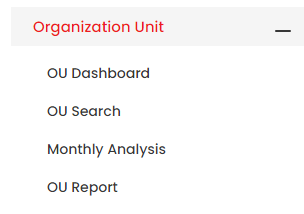 Organization Unit
OU Dashboard
OU Search
Monthly Analysis
OU Report